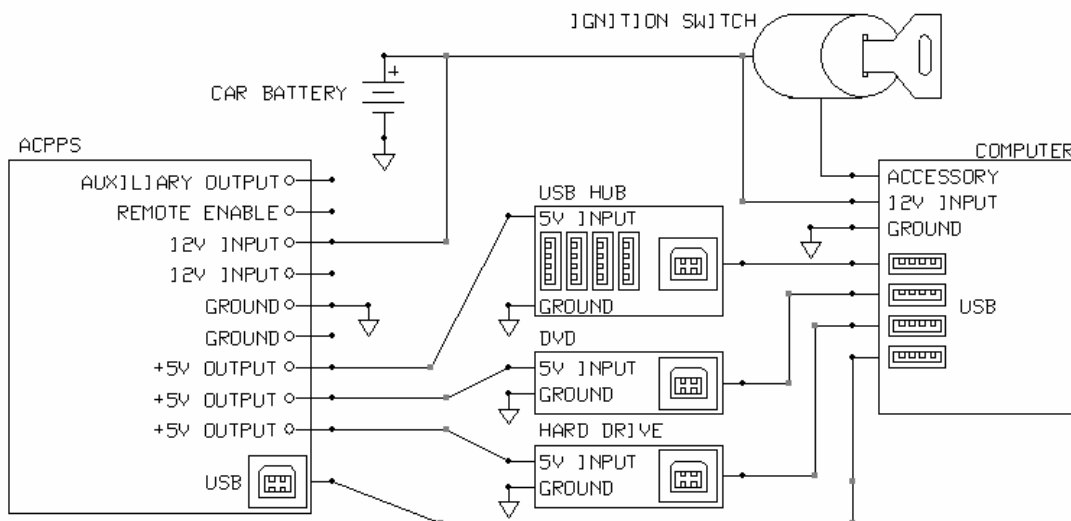 IGNITION SWITCH
+
CAR BATTERY
ACPPS
AUXILIARY OUTPUT
REMOTE ENABLE
12V INPUT
12V INPUT
GROUND
GROUND
+5V OUTPUT
+5V OUTPUT
+5V OUTPUT
USB
USB HUB
5V INPUT
GROUND
DVD
5V INPUT
GROUND
HARD DRIVE
5V INPUT
GROUND
COMPUTER
ACCESSORY
12V INPUT
GROUND
USB